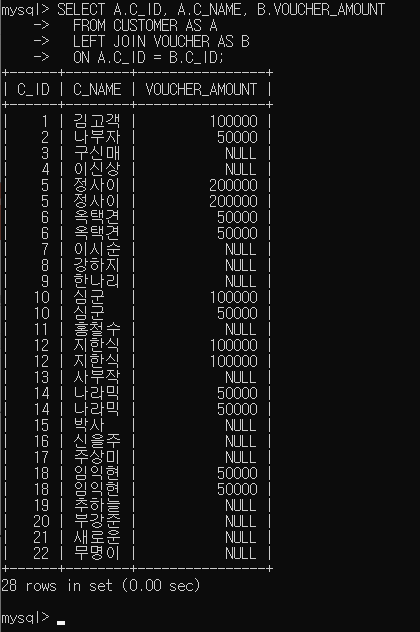 mysql> SELECT A.C_ID, A.C_NAME, B.VOUCHER_AMOUNT
    ->   FROM CUSTOMER AS A
    ->   LEFT JOIN VOUCHER AS B
    ->   ON A.C_ID = B.C_ID;
+------+--------+----------------+
| C_ID | C_NAME | VOUCHER_AMOUNT |
+------+--------+----------------+
|    1 | 김고객 |         100000 |
|    2 | 나부자 |          50000 |
|    3 | 구신매 |           NULL |
|    4 | 이신상 |           NULL |
|    5 | 정사이 |         200000 |
|    5 | 정사이 |         200000 |
|    6 | 옥택견 |          50000 |
|    6 | 옥택견 |          50000 |
|    7 | 이시순 |           NULL |
|    8 | 강하지 |           NULL |
|    9 | 한나리 |           NULL |
|   10 | 심군   |         100000 |
|   10 | 심군   |          50000 |
|   11 | 홍철수 |           NULL |
|   12 | 지한식 |         100000 |
|   12 | 지한식 |         100000 |
|   13 | 사부작 |           NULL |
|   14 | 나라믹 |          50000 |
|   14 | 나라믹 |          50000 |
|   15 | 박사   |           NULL |
|   16 | 신을주 |           NULL |
|   17 | 주상미 |           NULL |
|   18 | 임익현 |          50000 |
|   18 | 임익현 |          50000 |
|   19 | 추하늘 |           NULL |
|   20 | 부강준 |           NULL |
|   21 | 새로운 |           NULL |
|   22 | 무명이 |           NULL |
+------+--------+----------------+
28 rows in set (0.00 sec)
mysql>